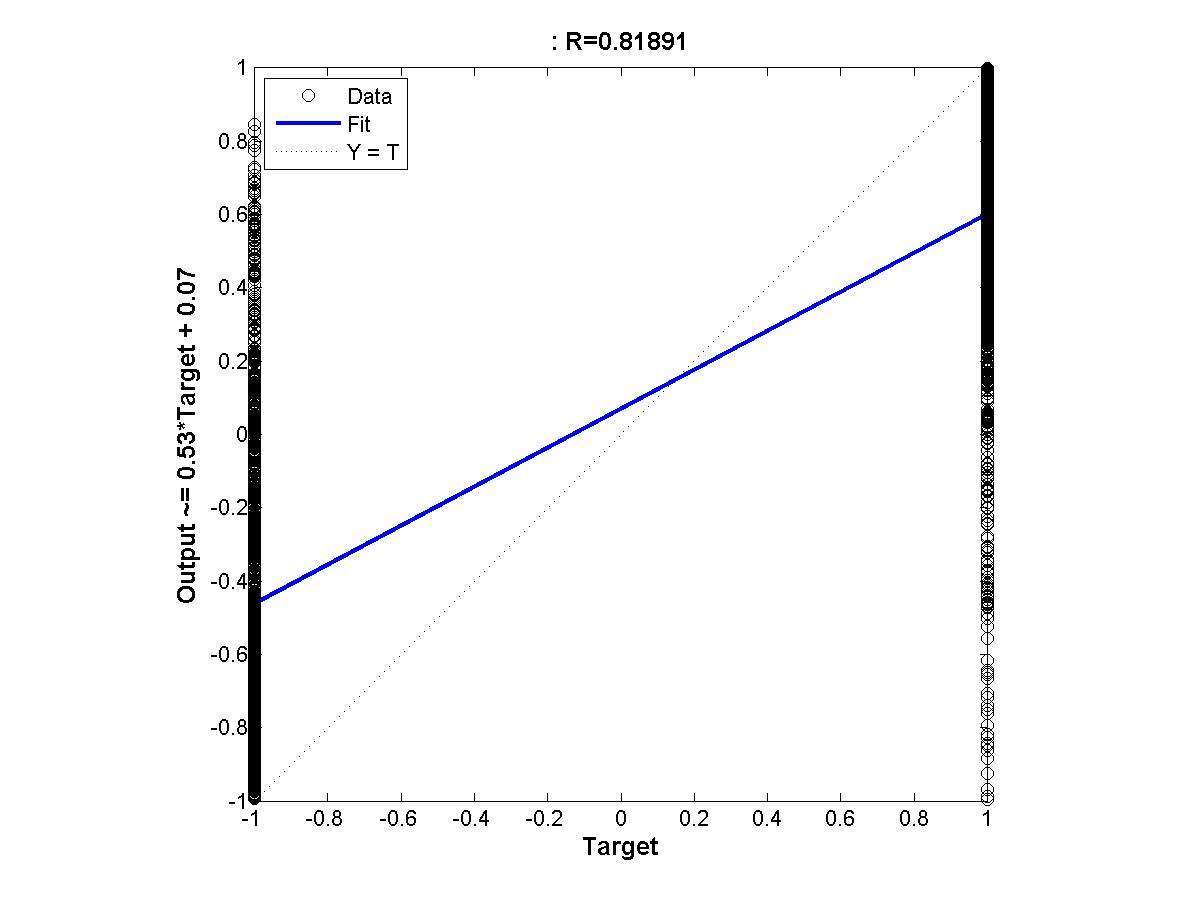 : R=0.81891
Data
Fit
Y = T
1
0.8
0.6
0.4
0.2
0
-0.2
-0.4
-0.6
-0.8
-1
Output ~= 0.53*Target + 0.07
-1 -0.8 -0.6 -0.4 -0.2 0 0.2 0.4 0.6 0.8 1
Target